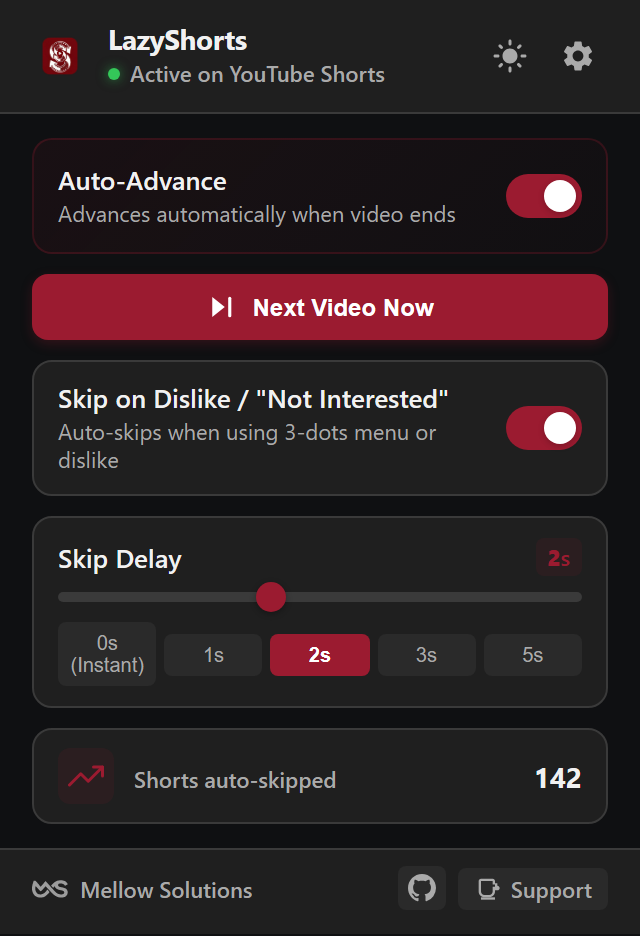 LazyShorts
Active on YouTube Shorts
Auto-Advance
Advances automatically when video ends
Next Video Now
Skip on Dislike / "Not Interested"
Auto-skips when using 3-dots menu or
dislike
Skip Delay
2s
0s
(Instant)
1s
2s
3s
5s
Shorts auto-skipped
142
Mellow Solutions
Support